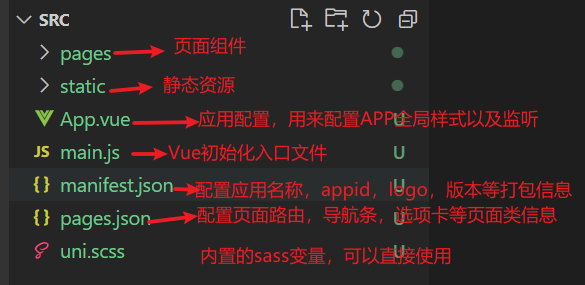 SRC
pages 页面组件
static 静态资源
App.vue 应用配置，用来配置APP全局样式以及监听 U
JS main.js Vue初始化入口文件 U
{} manifest.json 配置应用名称，appid，logo，版本等打包信息 U
{} pages.json 配置页面路由，导航条，选项卡等页面类信息 U
uni.scss 内置的sass变量，可以直接使用 U